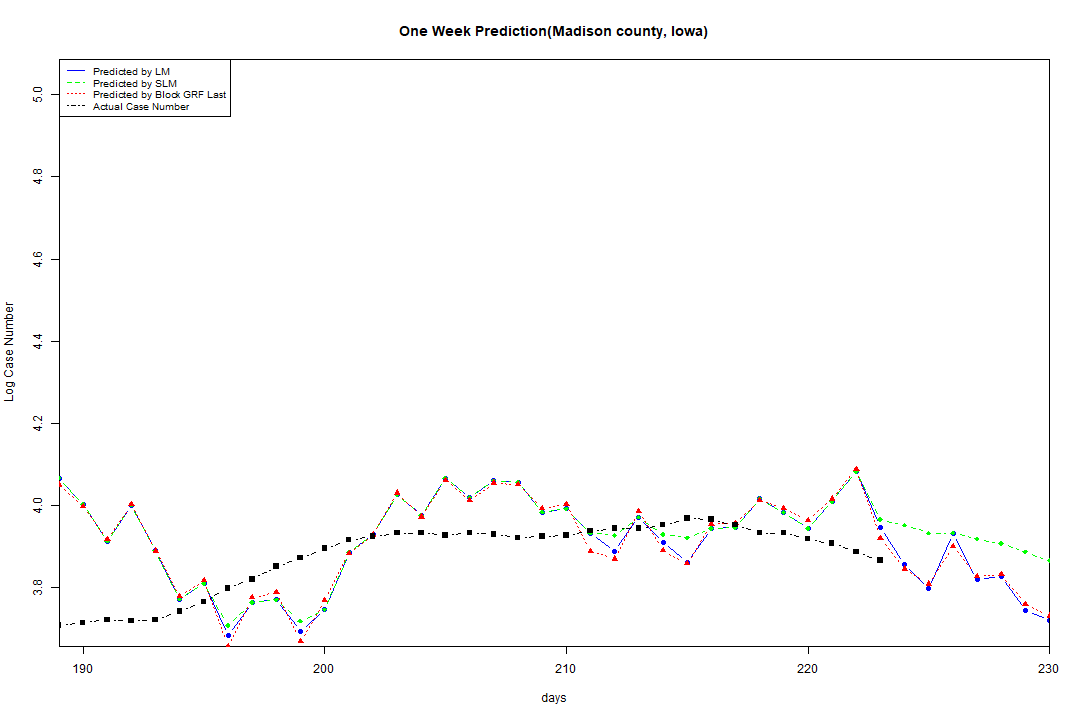 One Week Prediction(Madison county, Iowa)
Predicted by LM
Predicted by SLM
Predicted by Block GRF Last
Actual Case Number
5.0
4.8
4.6
4.4
4.2
4.0
3.8
Log Case Number
190 200 210 220 230
days